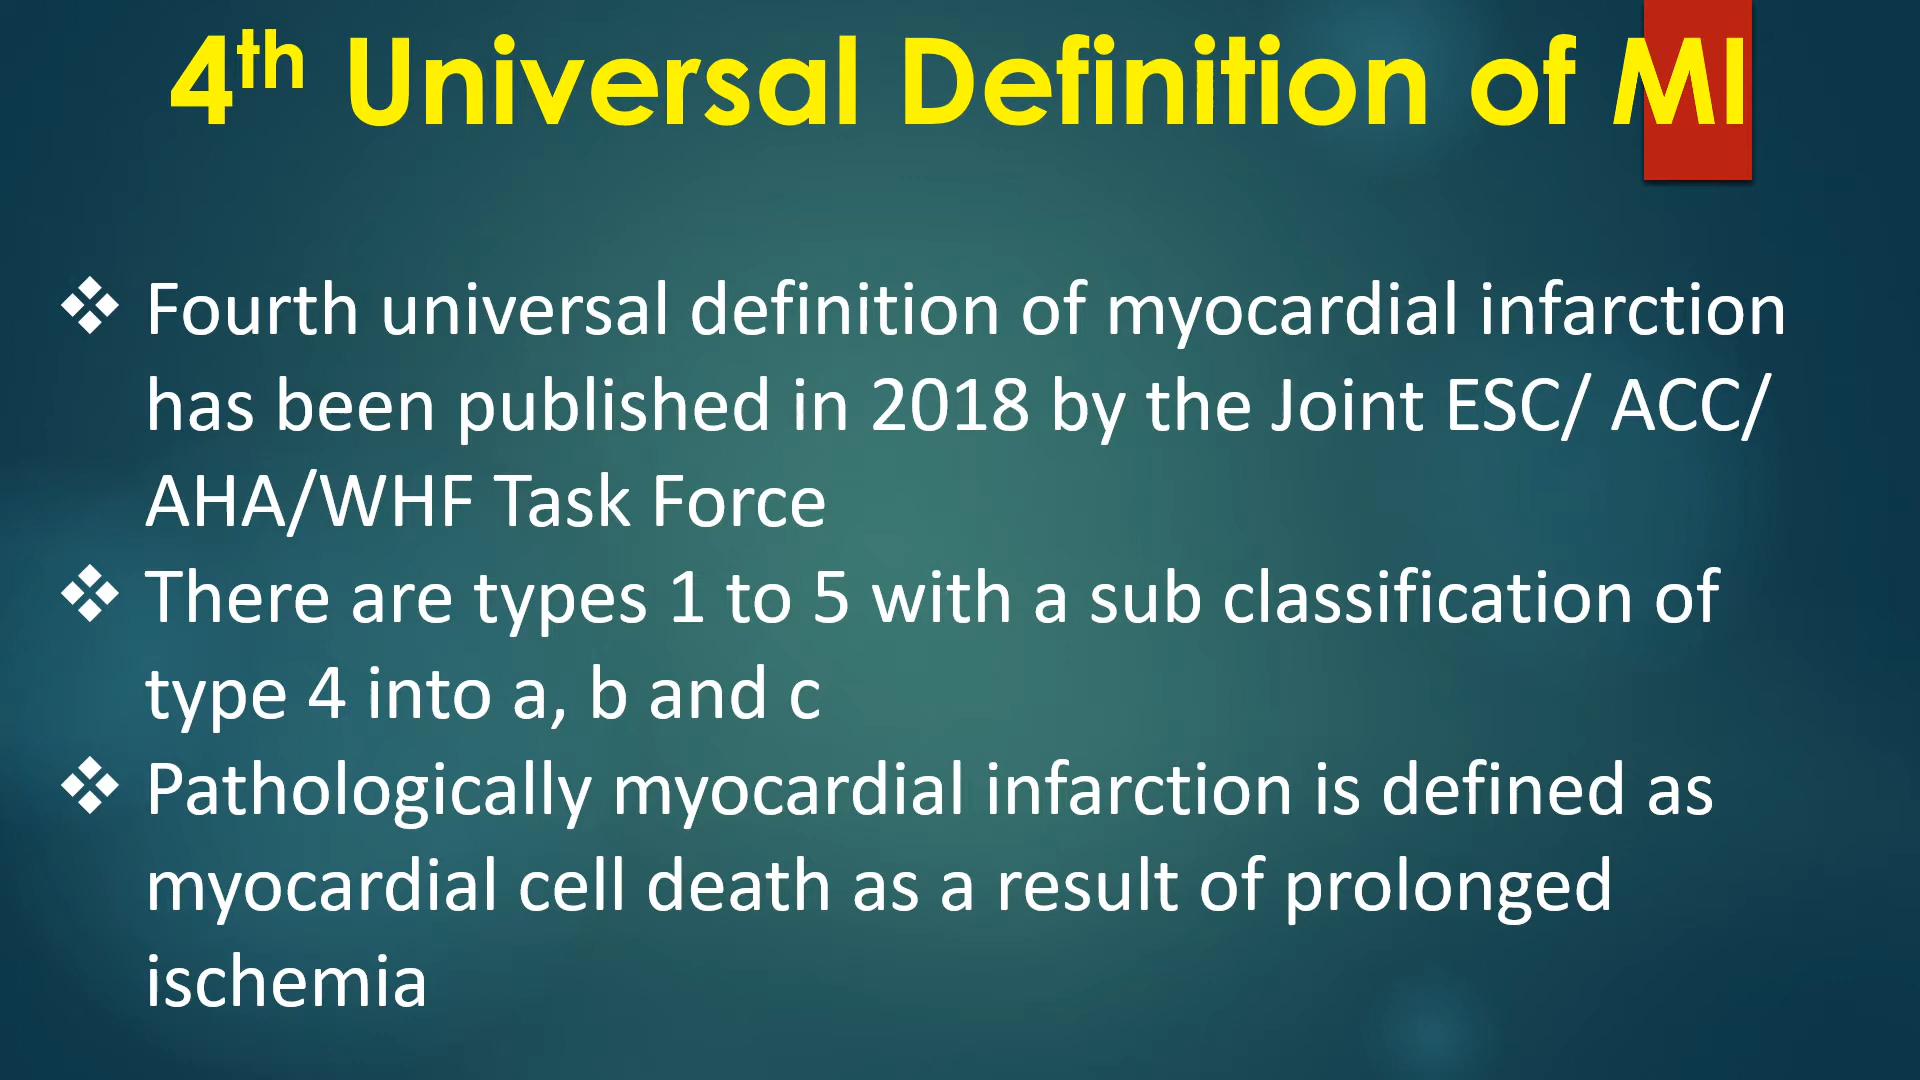 4th Universal Definition of MI
❖ Fourth universal definition of myocardial infarction
has been published in 2018 by the Joint ESC/ ACC/
AHA/WHF Task Force
❖ There are types 1 to 5 with a sub classification of
type 4 into a, b and c
❖ Pathologically myocardial infarction is defined as
myocardial cell death as a result of prolonged
ischemia